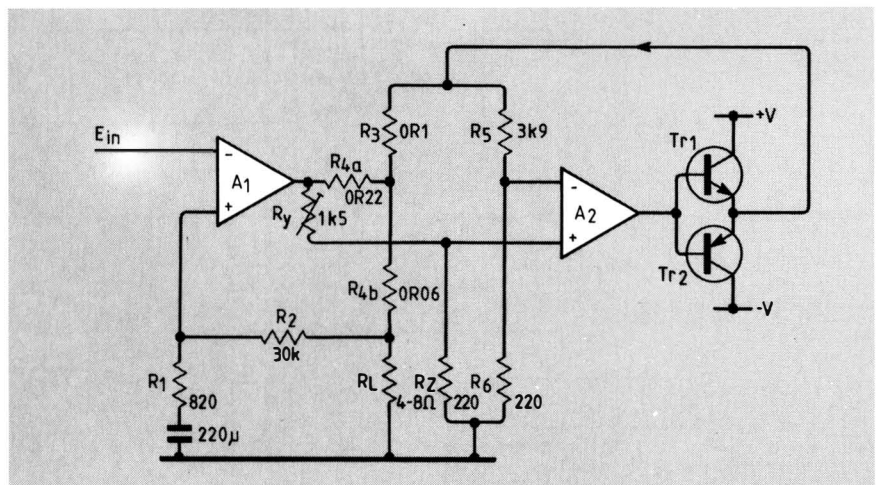 Ein
A1
-
+
R4a
0R22
Ry
1k5
R3
0R1
R5
3k9
A2
-
+
Tr1
+V
Tr2
-V
R4b
0R06
R2
30k
R1
820
220µ
RL
4-8Ω
RZ
220
R6
220